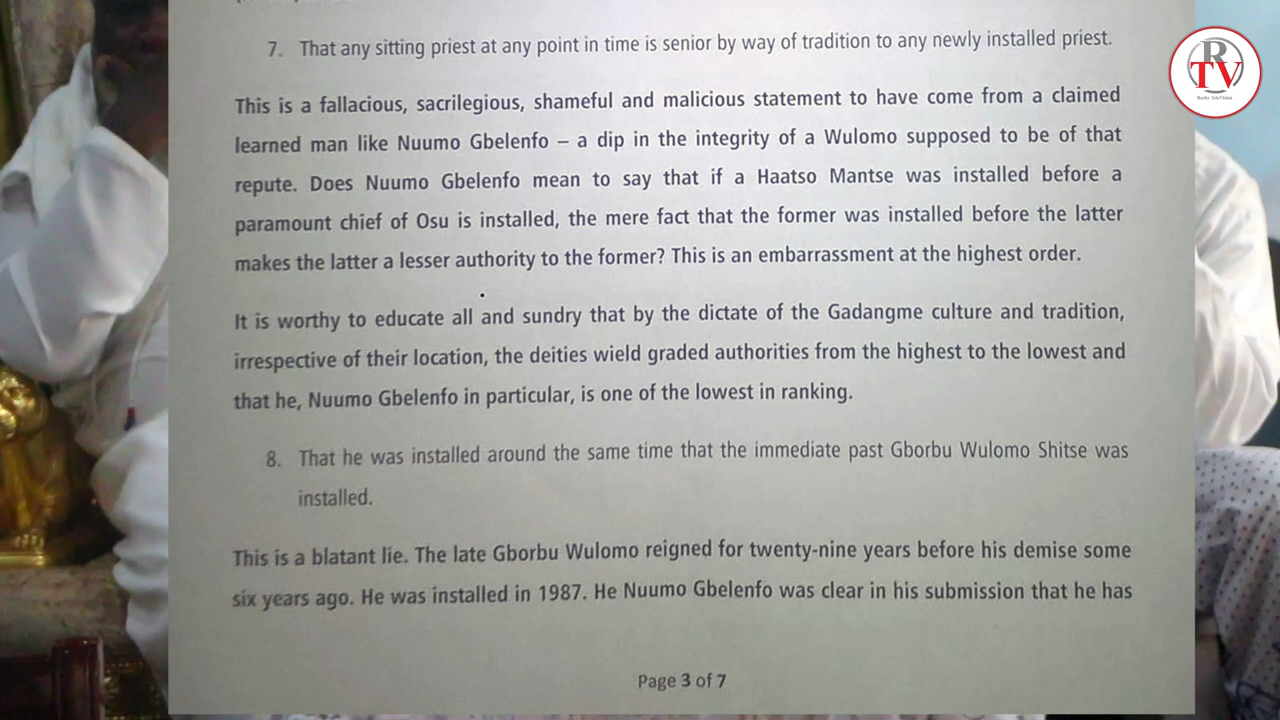 7. That any sitting priest at any point in time is senior by way of tradition to any newly installed priest.
This is a fallacious, sacrilegious, shameful and malicious statement to have come from a claimed
learned man like Nuumo Gbelenfo – a dip in the integrity of a Wulomo supposed to be of that
repute. Does Nuumo Gbelenfo mean to say that if a Haatso Mantse was installed before a
paramount chief of Osu is installed, the mere fact that the former was installed before the latter
makes the latter a lesser authority to the former? This is an embarrassment at the highest order.
It is worthy to educate all and sundry that by the dictate of the Gadangme culture and tradition,
irrespective of their location, the deities wield graded authorities from the highest to the lowest and
that he, Nuumo Gbelenfo in particular, is one of the lowest in ranking.
8. That he was installed around the same time that the immediate past Gborbu Wulomo Shitse was
installed.
This is a blatant lie. The late Gborbu Wulomo reigned for twenty-nine years before his demise some
six years ago. He was installed in 1987. He Nuumo Gbelenfo was clear in his submission that he has
Page 3 of 7
R
TV